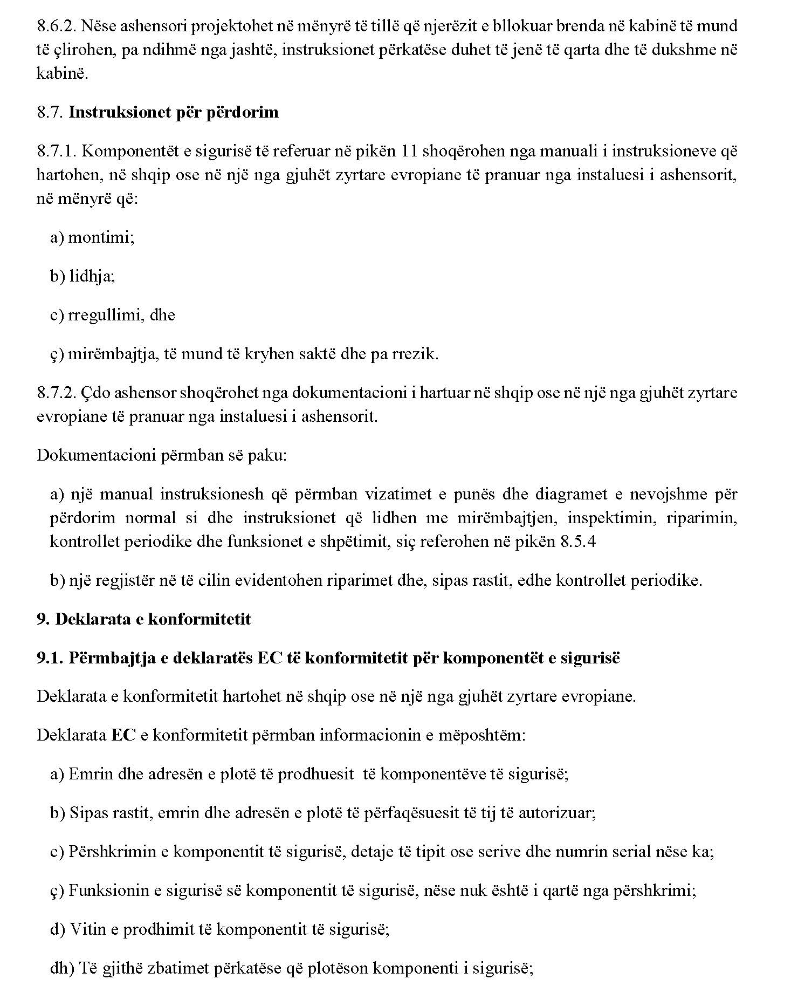 8.6.2. Nëse ashensori projektohet në mënyrë të tillë që njerëzit e bllokuar brenda në kabinë të mund
të çlirohen, pa ndihmë nga jashtë, instruksionet përkatëse duhet të jenë të qarta dhe të dukshme në
kabinë.
8.7. Instruksionet për përdorim
8.7.1. Komponentët e sigurisë të referuar në pikën 11 shoqërohen nga manuali i instruksioneve që
hartohen, në shqip ose në një nga gjuhët zyrtare evropiane të pranuar nga instaluesi i ashensorit,
në mënyrë që:
a) montimi;
b) lidhja;
c) rregullimi, dhe
ç) mirëmbajtja, të mund të kryhen saktë dhe pa rrezik.
8.7.2. Çdo ashensor shoqërohet nga dokumentacioni i hartuar në shqip ose në një nga gjuhët zyrtare
evropiane të pranuar nga instaluesi i ashensorit.
Dokumentacioni përmban së paku:
a) një manual instruksionesh që përmban vizatimet e punës dhe diagramet e nevojshme për
përdorim normal si dhe instruksionet që lidhen me mirëmbajtjen, inspektimin, riparimin,
kontrollet periodike dhe funksionet e shpëtimit, siç referohen në pikën 8.5.4
b) një regjistër në të cilin evidentohen riparimet dhe, sipas rastit, edhe kontrollet periodike.
9. Deklarata e konformitetit
9.1. Përmbajtja e deklaratës EC të konformitetit për komponentët e sigurisë
Deklarata e konformitetit hartohet në shqip ose në një nga gjuhët zyrtare evropiane.
Deklarata EC e konformitetit përmban informacionin e mëposhtëm:
a) Emrin dhe adresën e plotë të prodhuesit  të komponentëve të sigurisë;
b) Sipas rastit, emrin dhe adresën e plotë të përfaqësuesit të tij të autorizuar;
c) Përshkrimin e komponentit të sigurisë, detaje të tipit ose serive dhe numrin serial nëse ka;
ç) Funksionin e sigurisë së komponentit të sigurisë, nëse nuk është i qartë nga përshkrimi;
d) Vitin e prodhimit të komponentit të sigurisë;
dh) Të gjithë zbatimet përkatëse që plotëson komponenti i sigurisë;